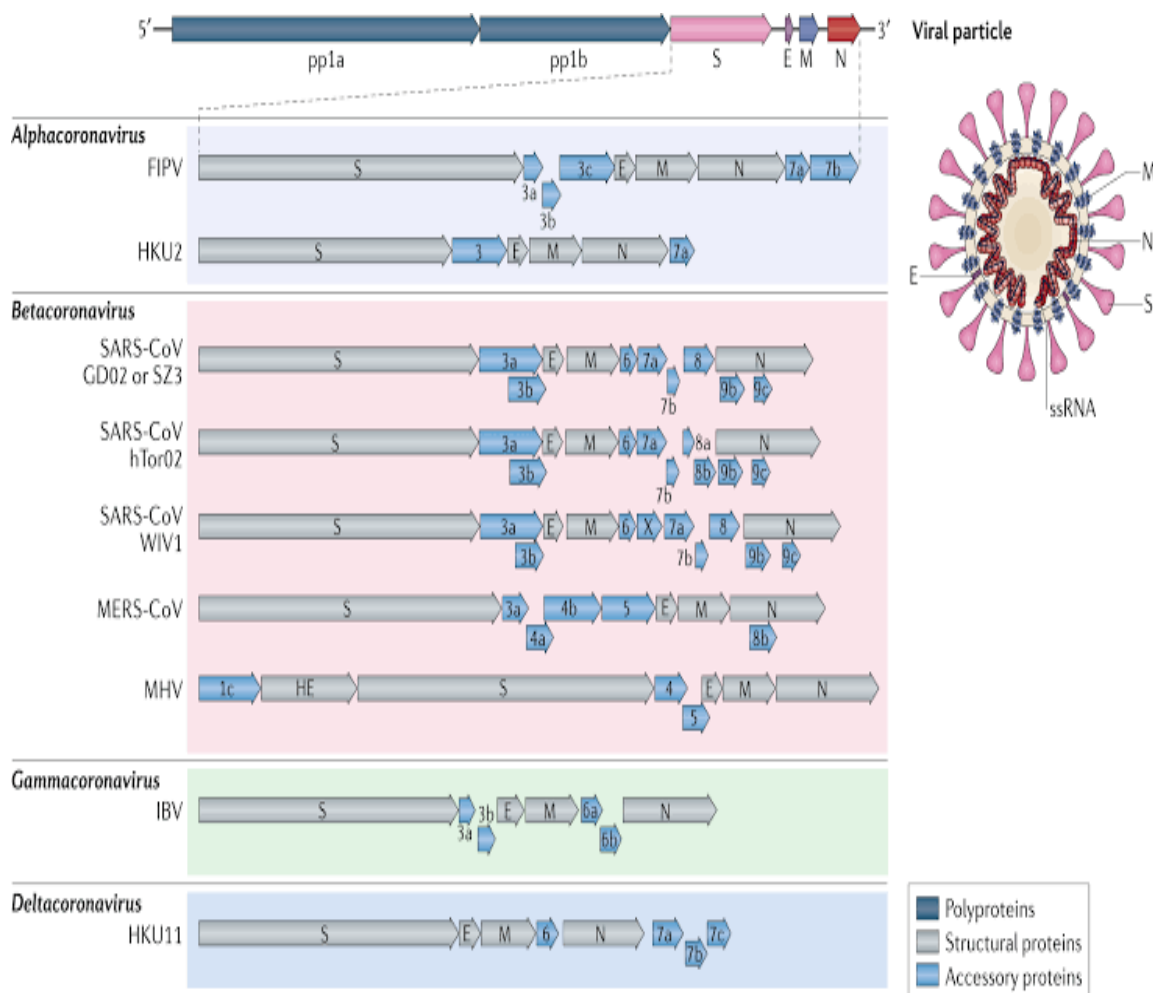 5′ 3′ Viral particle
pp1a pp1b S E M N
Alphacoronavirus
FIPV S 3a 3b 3c E M N 7a 7b
HKU2 S 3 E M N 7a
M
N
E
S
ssRNA
Betacoronavirus
SARS-CoV
GD02 or SZ3
S 3a E M 6 7a 8 N
3b 7b 9b 9c
SARS-CoV
hTor02
S 3a E M 6 7a 8a N
3b 7b 8b 9b 9c
SARS-CoV
WIV1
S 3a E M 6 X 7a 8 N
3b 7b 9b 9c
MERS-CoV S 3a 4b 5 E M N
4a 8b
MHV 1c HE S 4 E M N
5
Gammacoronavirus
IBV S 3b E M 6a N
3a 6b
Deltacoronavirus
HKU11 S E M 6 N 7a 7c
7b
Polyproteins
Structural proteins
Accessory proteins